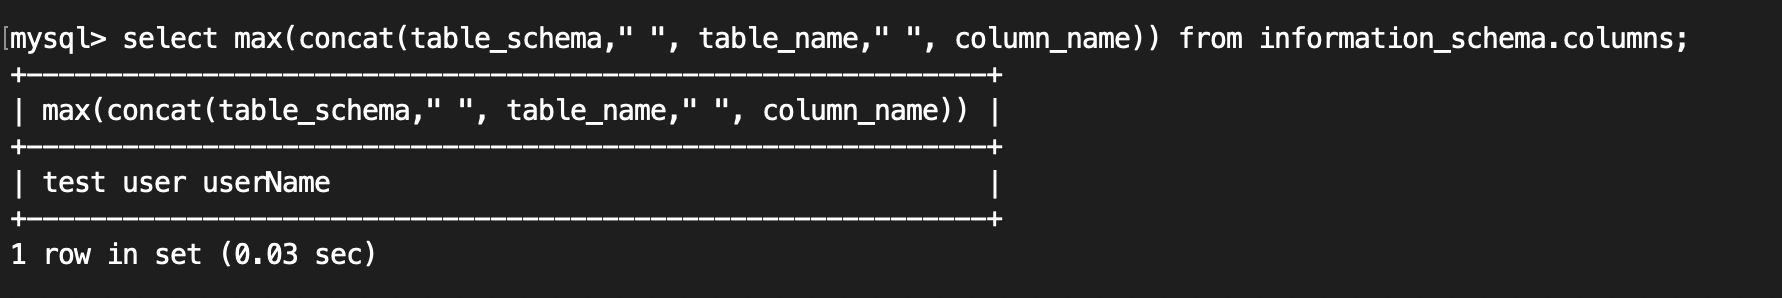 [mysql> select max(concat(table_schema," ", table_name," ", column_name)) from information_schema.columns;
+------------------------------------------------------------+
| max(concat(table_schema," ", table_name," ", column_name)) |
+------------------------------------------------------------+
| test user userName                                         |
+------------------------------------------------------------+
1 row in set (0.03 sec)